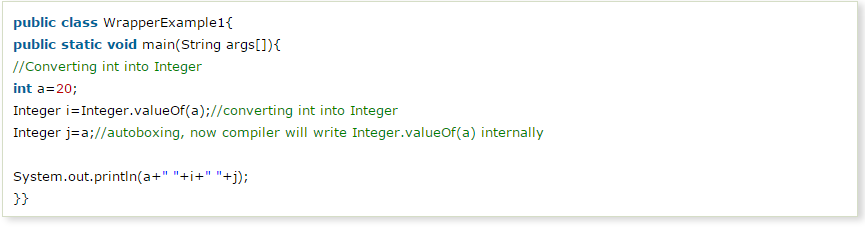 public class WrapperExample1{
public static void main(String args[]){
//Converting int into Integer
int a=20;
Integer i=Integer.valueOf(a);//converting int into Integer
Integer j=a;//autoboxing, now compiler will write Integer.valueOf(a) internally
System.out.println(a+" "+i+" "+j);
}}